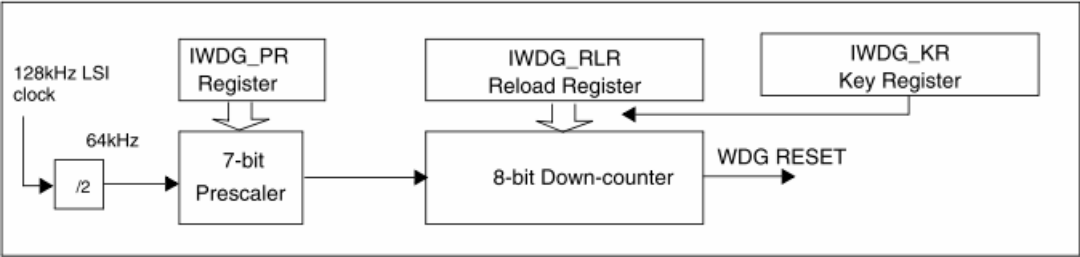 128kHz LSI
clock
64kHz
/2
IWDG_PR
Register
7-bit
Prescaler
IWDG_RLR
Reload Register
8-bit Down-counter
IWDG_KR
Key Register
WDG RESET